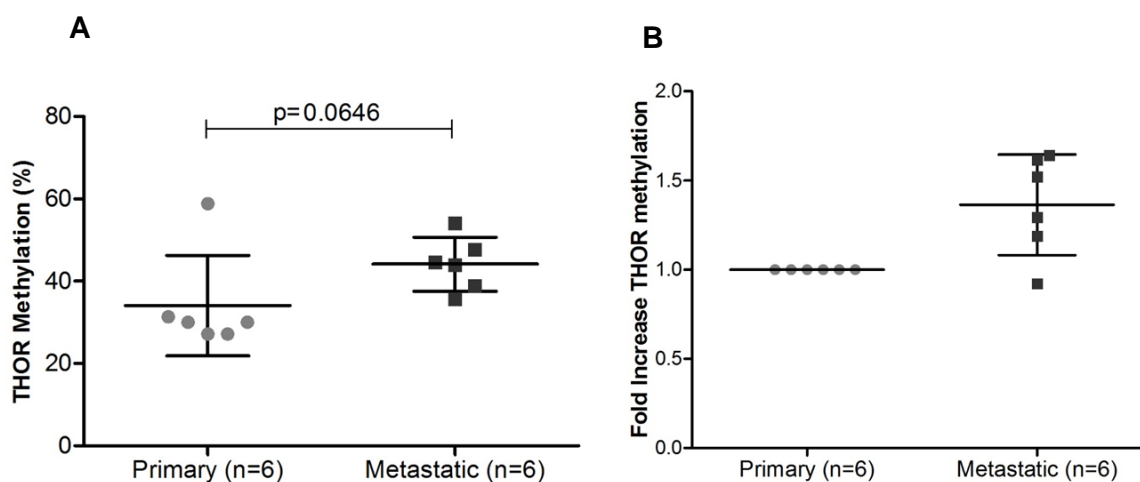 A
THOR Methylation (%)
80
60
40
20
0
p=0.0646
Primary (n=6) Metastatic (n=6)
B
Fold Increase THOR methylation
2.0
1.5
1.0
0.5
0.0
Primary (n=6) Metastatic (n=6)